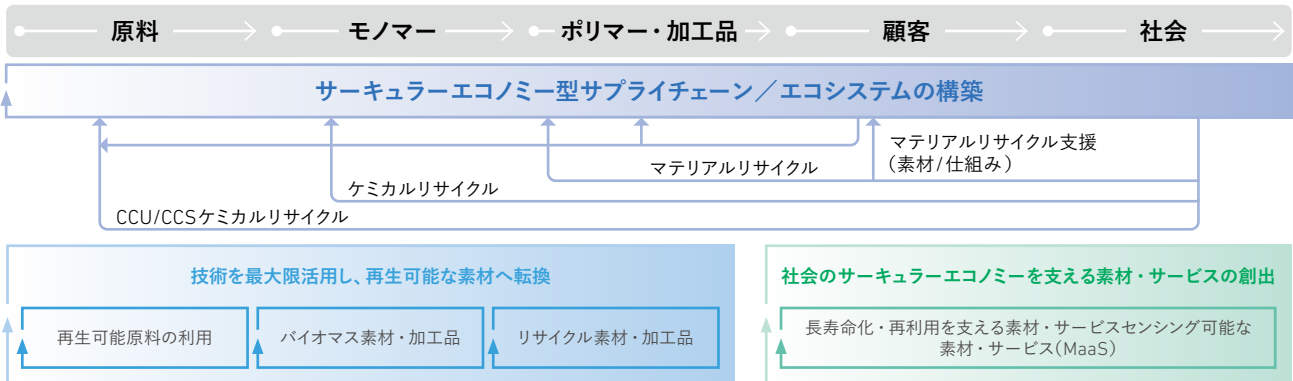 原料
モノマー
ポリマー・加工品
顧客
社会
サーキュラーエコノミー型サプライチェーン／エコシステムの構築
マテリアルリサイクル支援
（素材/仕組み）
マテリアルリサイクル
ケミカルリサイクル
CCU/CCSケミカルリサイクル
技術を最大限活用し、再生可能な素材へ転換
再生可能原料の利用
バイオマス素材・加工品
リサイクル素材・加工品
社会のサーキュラーエコノミーを支える素材・サービスの創出
長寿命化・再利用を支える素材・サービスセンシング可能な
素材・サービス（MaaS）